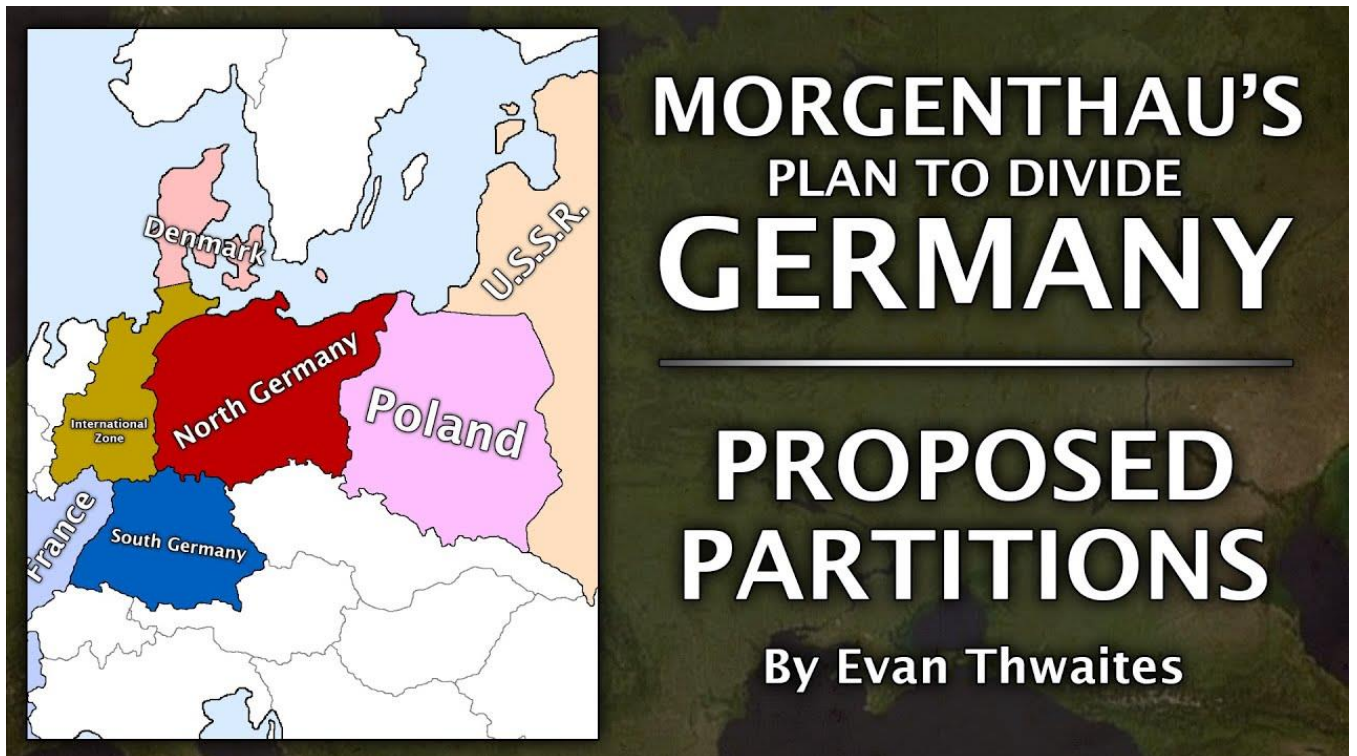 MORGENTHAU'S
PLAN TO DIVIDE
GERMANY
PROPOSED
PARTITIONS
By Evan Thwaites
Denmark
U.S.S.R.
North Germany
Poland
International
Zone
South Germany
France